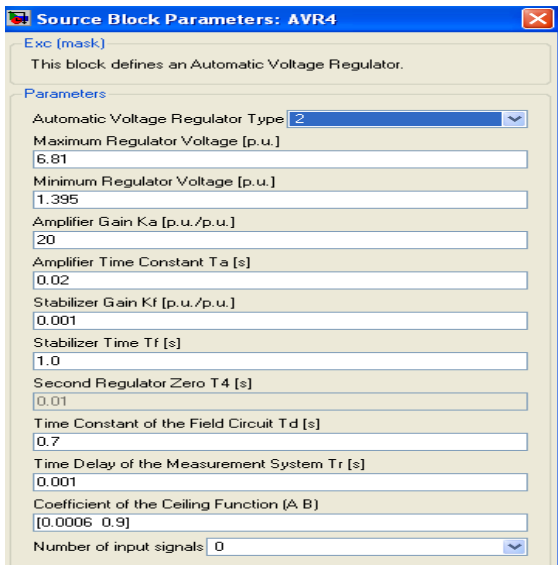 Source Block Parameters: AVR4
Exc (mask)
This block defines an Automatic Voltage Regulator.
Parameters
Automatic Voltage Regulator Type 2
Maximum Regulator Voltage [p.u.]
6.81
Minimum Regulator Voltage [p.u.]
1.395
Amplifier Gain Ka [p.u./p.u.]
20
Amplifier Time Constant Ta [s]
0.02
Stabilizer Gain Kf [p.u./p.u.]
0.001
Stabilizer Time Tf [s]
1.0
Second Regulator Zero T4 [s]
0.01
Time Constant of the Field Circuit Td [s]
0.7
Time Delay of the Measurement System Tr [s]
0.001
Coefficient of the Ceiling Function (A B)
[0.0006 0.9]
Number of input signals 0